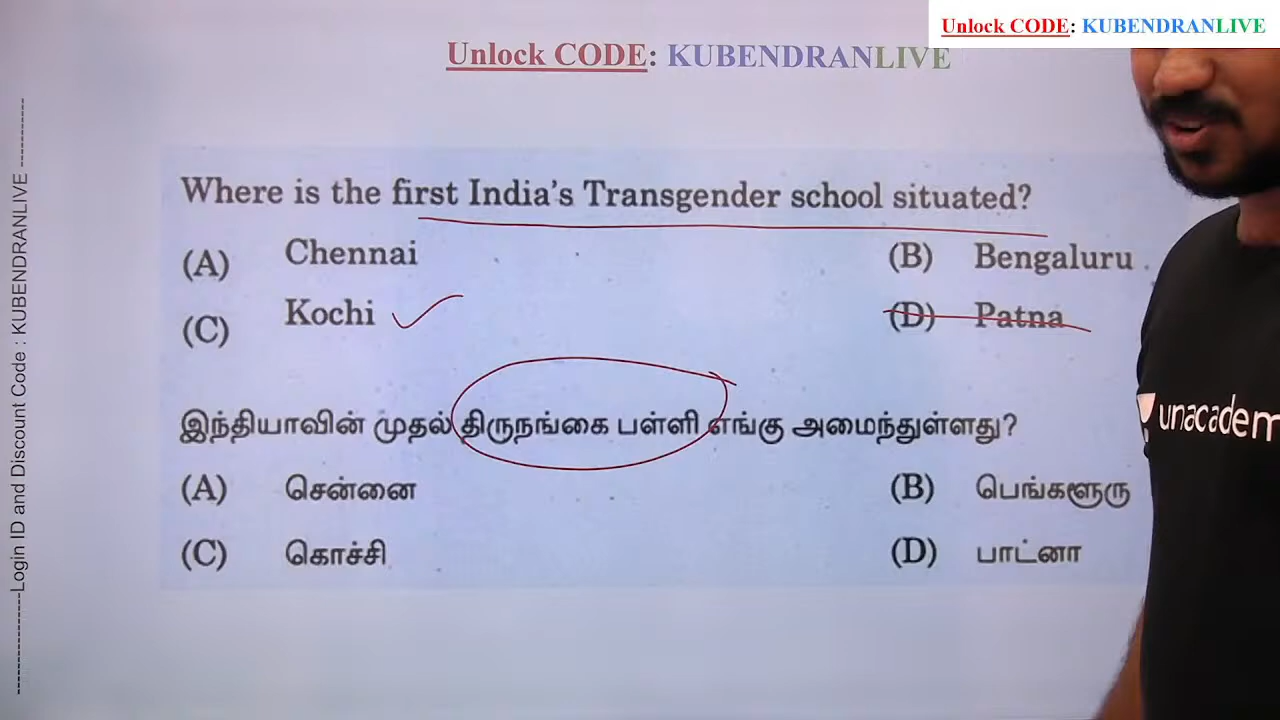 Unlock CODE: KUBENDRANLIVE
Unlock CODE: KUBENDRANLIVE
Where is the first India's Transgender school situated?
(A) Chennai (B) Bengaluru
(C) Kochi (D) Patna
இந்தியாவின் முதல் திருநங்கை பள்ளி எங்கு அமைந்துள்ளது?
(A) சென்னை (B) பெங்களூரு
(C) கொச்சி (D) பாட்னா
----------------Login ID and Discount Code : KUBENDRANLIVE -----------
unacadem